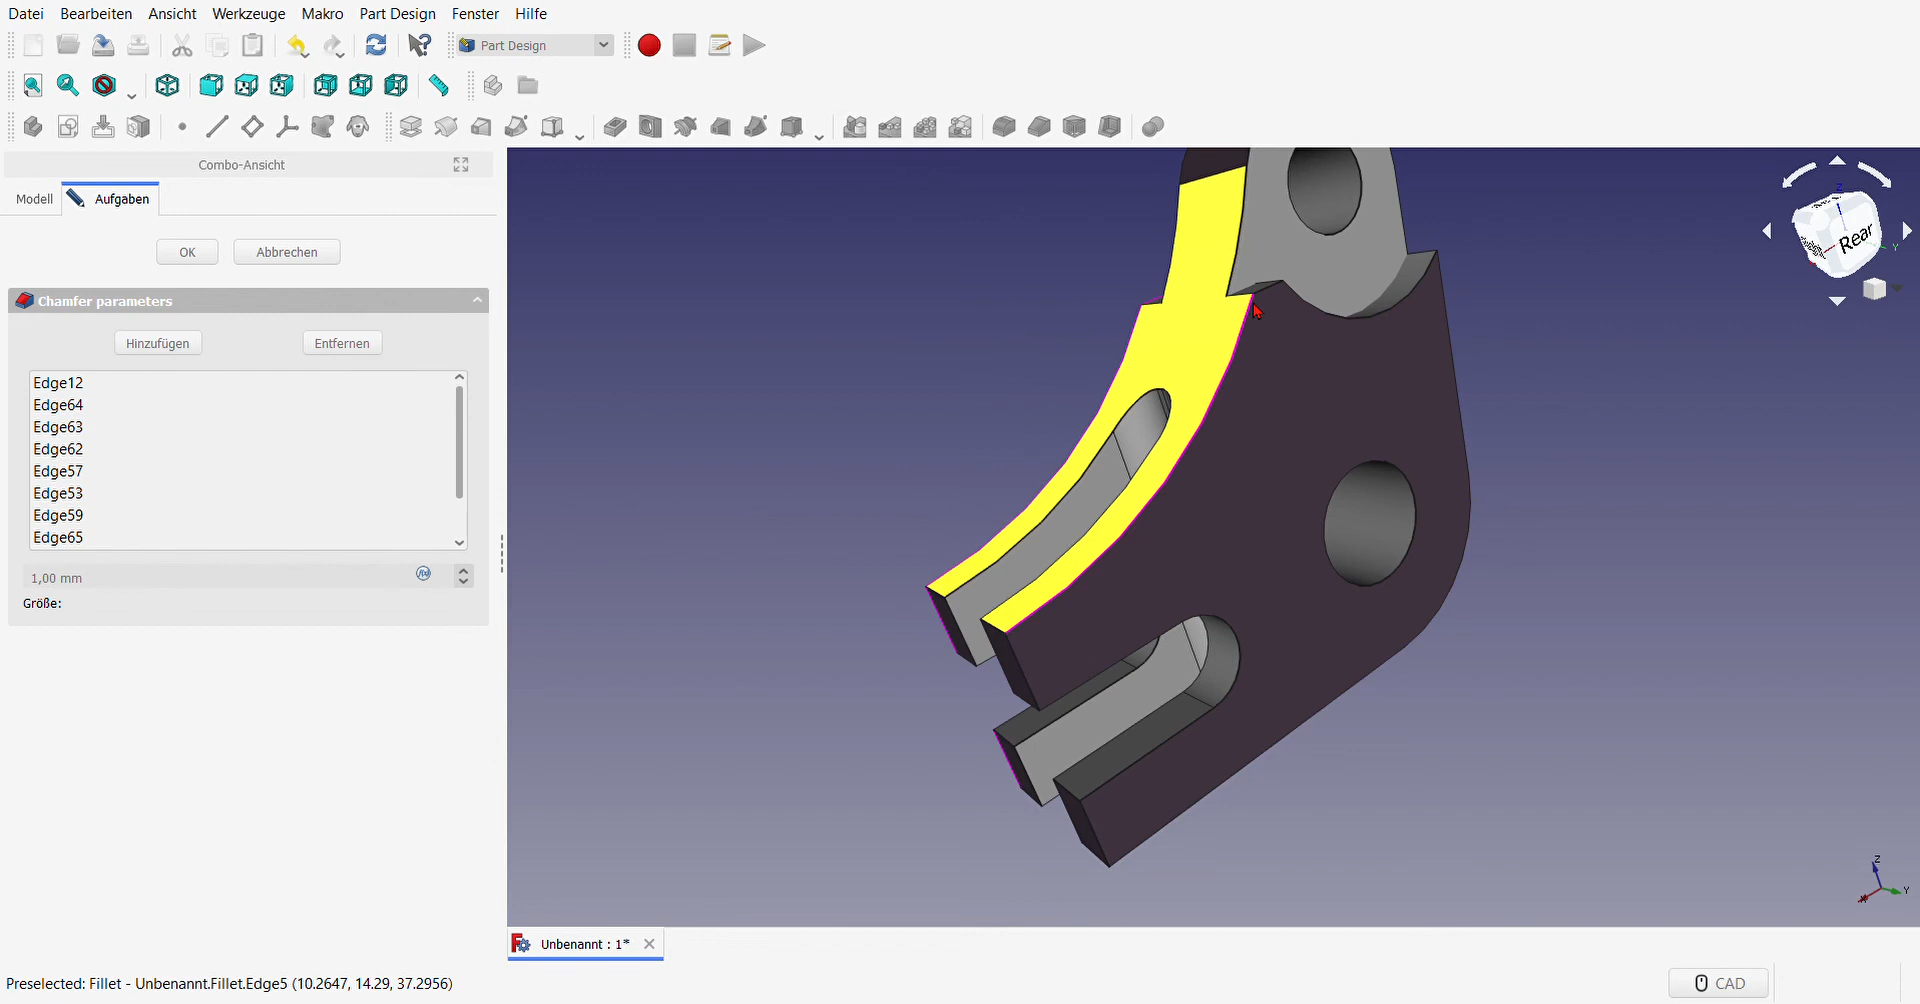 Datei Bearbeiten Ansicht Werkzeuge Makro Part Design Fenster Hilfe
Part Design
Combo-Ansicht
Modell Aufgaben
OK Abbrechen
Chamfer parameters
Hinzufügen Entfernen
Edge12
Edge64
Edge63
Edge62
Edge57
Edge53
Edge59
Edge65
1,00 mm
Größe:
Rear
Z
Y
Z
Y
X
Unbenannt : 1*
Preselected: Fillet - Unbenannt.Fillet.Edge5 (10.2647, 14.29, 37.2956)
CAD